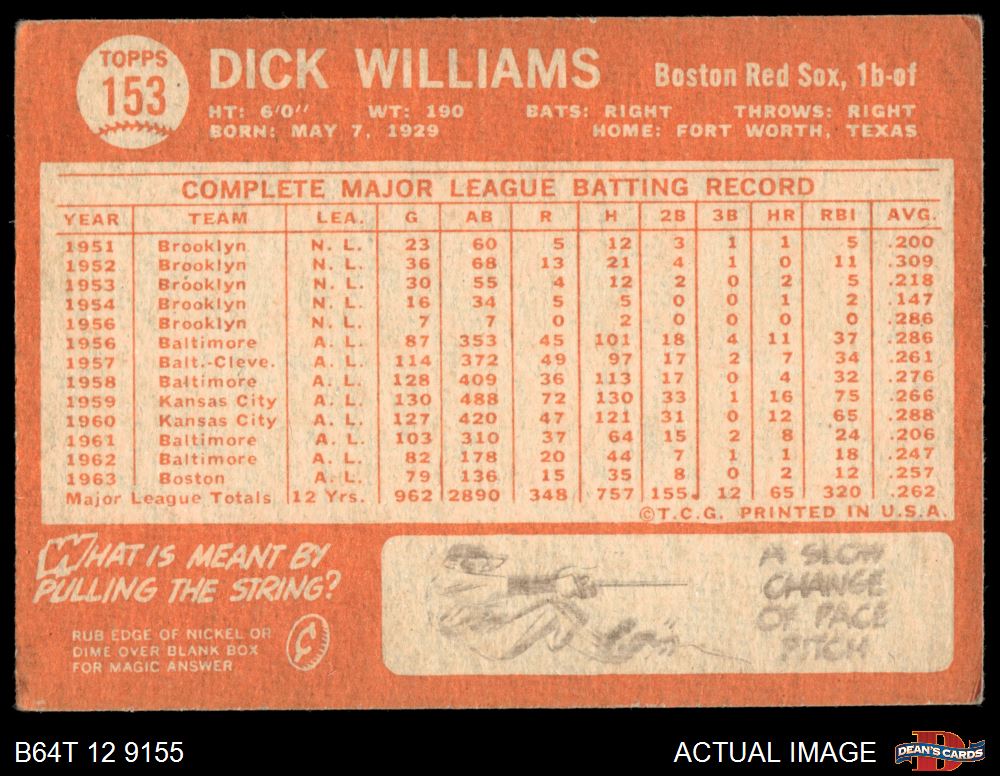 TOPPS
153
DICK WILLIAMS
Boston Red Sox, 1b-of
HT: 6'0'' WT: 190 BATS: RIGHT THROWS: RIGHT
BORN: MAY 7, 1929 HOME: FORT WORTH, TEXAS
COMPLETE MAJOR LEAGUE BATTING RECORD
YEAR TEAM LEA. G AB R H 2B 3B HR RBI AVG.
1951 Brooklyn N. L. 23 60 5 12 3 1 1 5 .200
1952 Brooklyn N. L. 36 68 13 21 4 1 0 11 .309
1953 Brooklyn N. L. 30 55 4 12 2 0 2 5 .218
1954 Brooklyn N. L. 16 34 5 5 0 0 1 2 .147
1956 Brooklyn N. L. 7 7 0 2 0 0 0 0 .286
1956 Baltimore A. L. 87 353 45 101 18 4 11 37 .286
1957 Balt.-Cleve. A. L. 114 372 49 97 17 2 7 34 .261
1958 Baltimore A. L. 128 409 36 113 17 0 4 32 .276
1959 Kansas City A. L. 130 488 72 130 33 1 16 75 .266
1960 Kansas City A. L. 127 420 47 121 31 0 12 65 .288
1961 Baltimore A. L. 103 310 37 64 15 2 8 24 .206
1962 Baltimore A. L. 82 178 20 44 7 1 1 18 .247
1963 Boston A. L. 79 136 15 35 8 0 2 12 .257
Major League Totals 12 Yrs. 962 2890 348 757 155 12 65 320 .262
©T.C.G. PRINTED IN U.S.A.
WHAT IS MEANT BY
PULLING THE STRING?
RUB EDGE OF NICKEL OR
DIME OVER BLANK BOX
FOR MAGIC ANSWER
A SLOW
CHANGE
OF PACE
PITCH
B64T 12 9155
ACTUAL IMAGE
D
DEAN'S CARDS